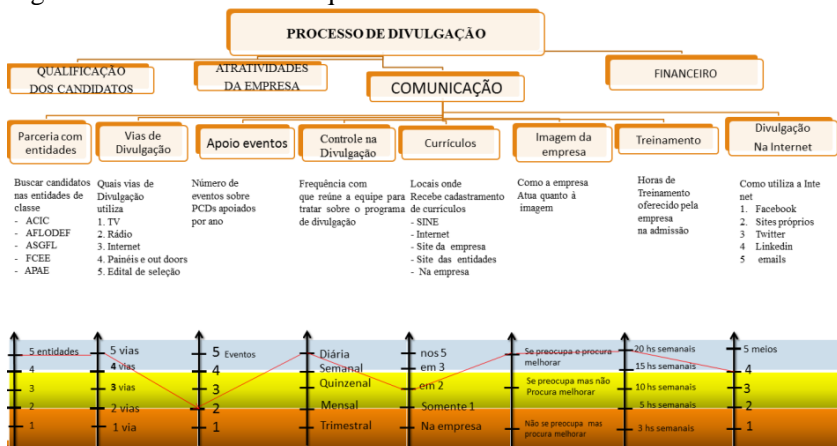 PROCESSO DE DIVULGAÇÃO
QUALIFICAÇÃO
DOS CANDIDATOS
ATRATIVIDADES
DA EMPRESA
COMUNICAÇÃO
FINANCEIRO
Parceria com
entidades
Vias de
Divulgação
Apoio eventos
Controle na
Divulgação
Currículos
Imagem da
empresa
Treinamento
Divulgação
Na Internet
Buscar candidatos
nas entidades de
classe
- ACIC
- AFLODEF
- ASGFL
- FCEE
- APAE
Quais vias de
Divulgação
utiliza
1. TV
2. Rádio
3. Internet
4. Painéis e out doors
5. Edital de seleção
Número de
eventos sobre
PCDs apoiados
por ano
Frequência com
que reúne a equipe para
tratar sobre o programa
de divulgação
Locais onde
Recebe cadastramento
de currículos
- SINE
- Internet
- Site da empresa
- Site das entidades
- Na empresa
Como a empresa
Atua quanto à
imagem
Horas de
Treinamento
oferecido pela
empresa
na admissão
Como utiliza a Inte
net
1. Facebook
2. Sites próprios
3 Twitter
4 Linkedin
5 emails
5 entidades
4
3
2
1
5 vias
4 vias
3 vias
2 vias
1 via
5 Eventos
4
3
2
1
Diária
Semanal
Quinzenal
Mensal
Trimestral
nos 5
em 3
em 2
Somente 1
Na empresa
Se preocupa e procura
melhorar
Se preocupa mas não
Procura melhorar
Não se preocupa mas
procura melhorar
20 hs semanais
15 hs semanais
10 hs semanais
5 hs semanais
3 hs semanais
5 meios
4
3
2
1